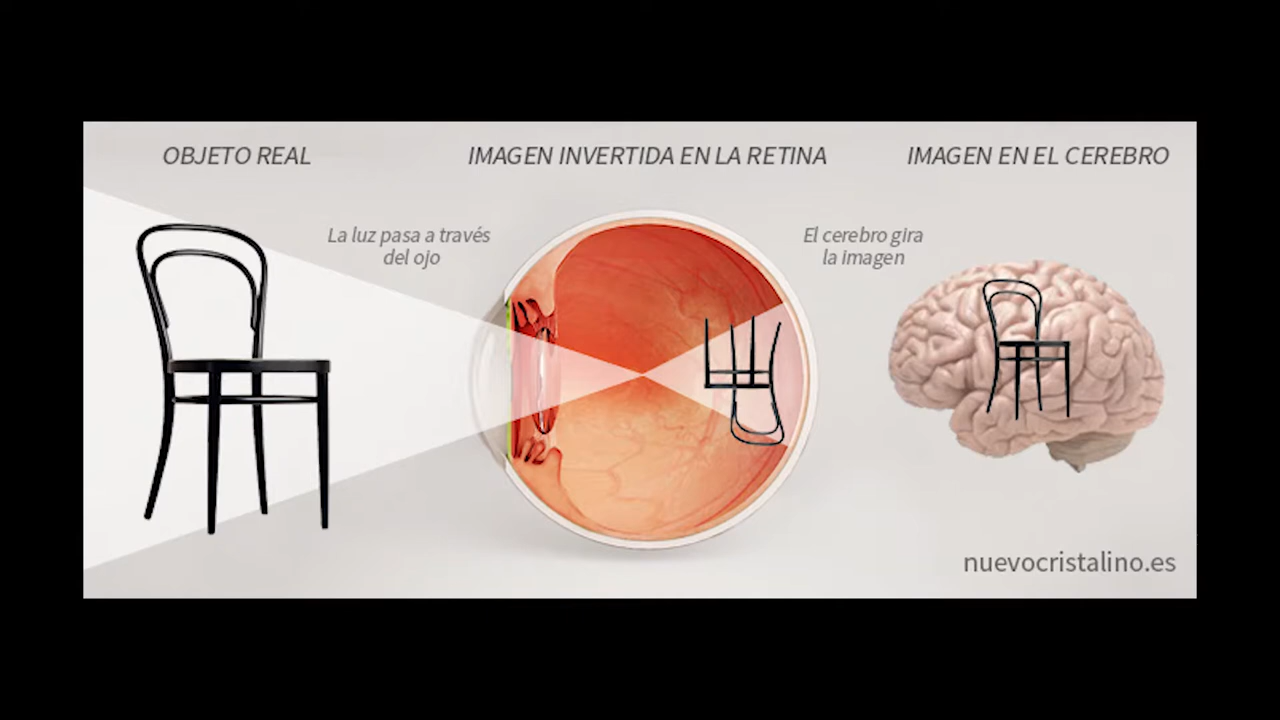 OBJETO REAL
IMAGEN INVERTIDA EN LA RETINA
IMAGEN EN EL CEREBRO
La luz pasa a través
del ojo
El cerebro gira
la imagen
nuevocristalino.es